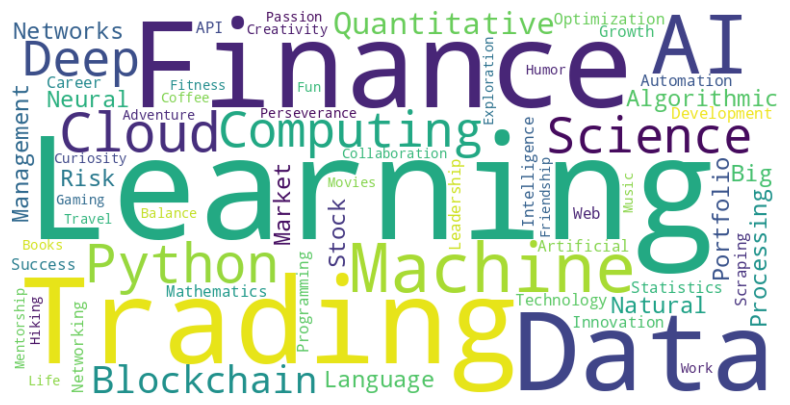 Networks
API
Passion
Creativity
Quantitative
Optimization
Growth
AI
Deep
Finance
Humor
Exploration
Career
Neural
Fitness
Coffee
Fun
Automation
Algorithmic
Development
Adventure
Perseverance
Management
Cloud
Computing
Science
Curiosity
Collaboration
Learning
Risk
Gaming
Travel
Balance
Market
Movies
Leadership
Intelligence
Friendship
Web
Music
Portfolio
Big
Processing
Books
Success
Python
Stock
Machine
Artificial
Statistics
Scraping
Mathematics
Programming
Trading
Technology
Natural
Innovation
Data
Mentorship
Hiking
Networking
Life
Blockchain
Language
Work